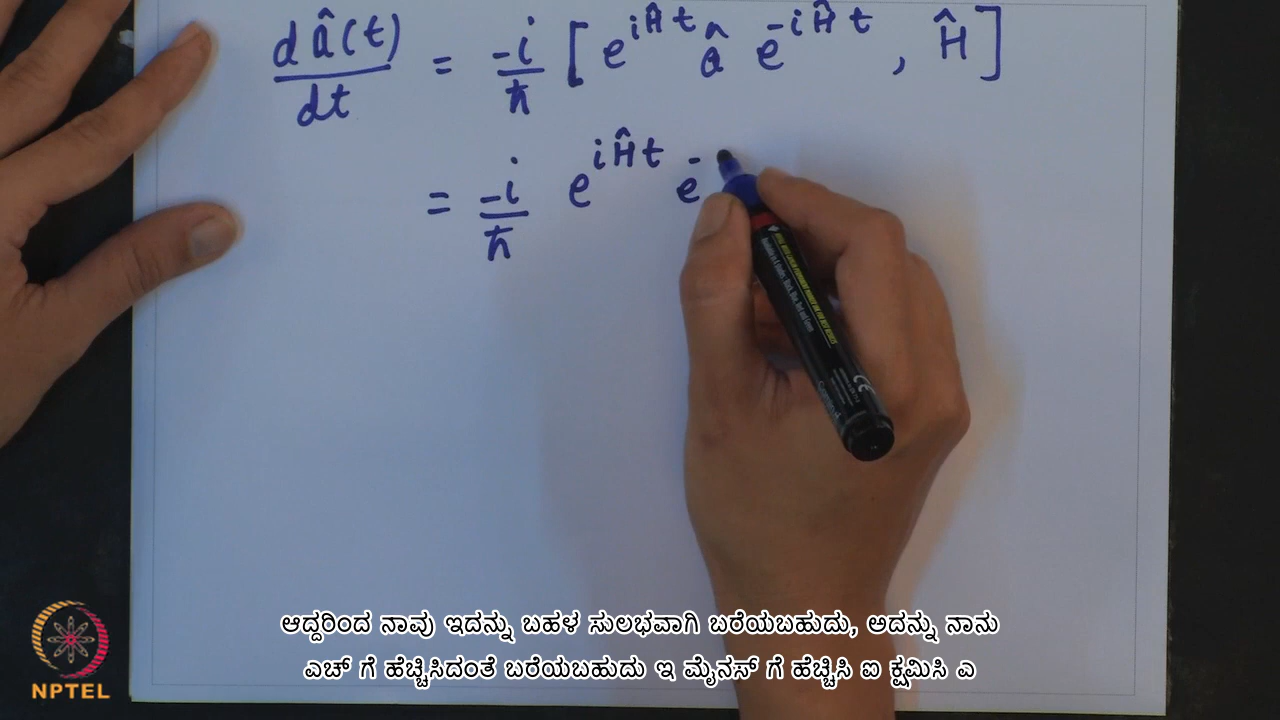 dâ(t)/dt = -i/ħ [ e^{iĤt} â e^{-iĤt} , Ĥ ]
= -i/ħ e^{iĤt} e^-
ಆದ್ದರಿಂದ ನಾವು ಇದನ್ನು ಬಹಳ ಸುಲಭವಾಗಿ ಬರೆಯಬಹುದು, ಅದನ್ನು ನಾನು
ಎಚ್ ಗೆ ಹೆಚ್ಚಿಸಿದಂತೆ ಬರೆಯಬಹುದು ಇ ಮೈನಸ್ ಗೆ ಹೆಚ್ಚಿಸಿ ಐ ಕ್ಷಮಿಸಿ ಎ
NPTEL